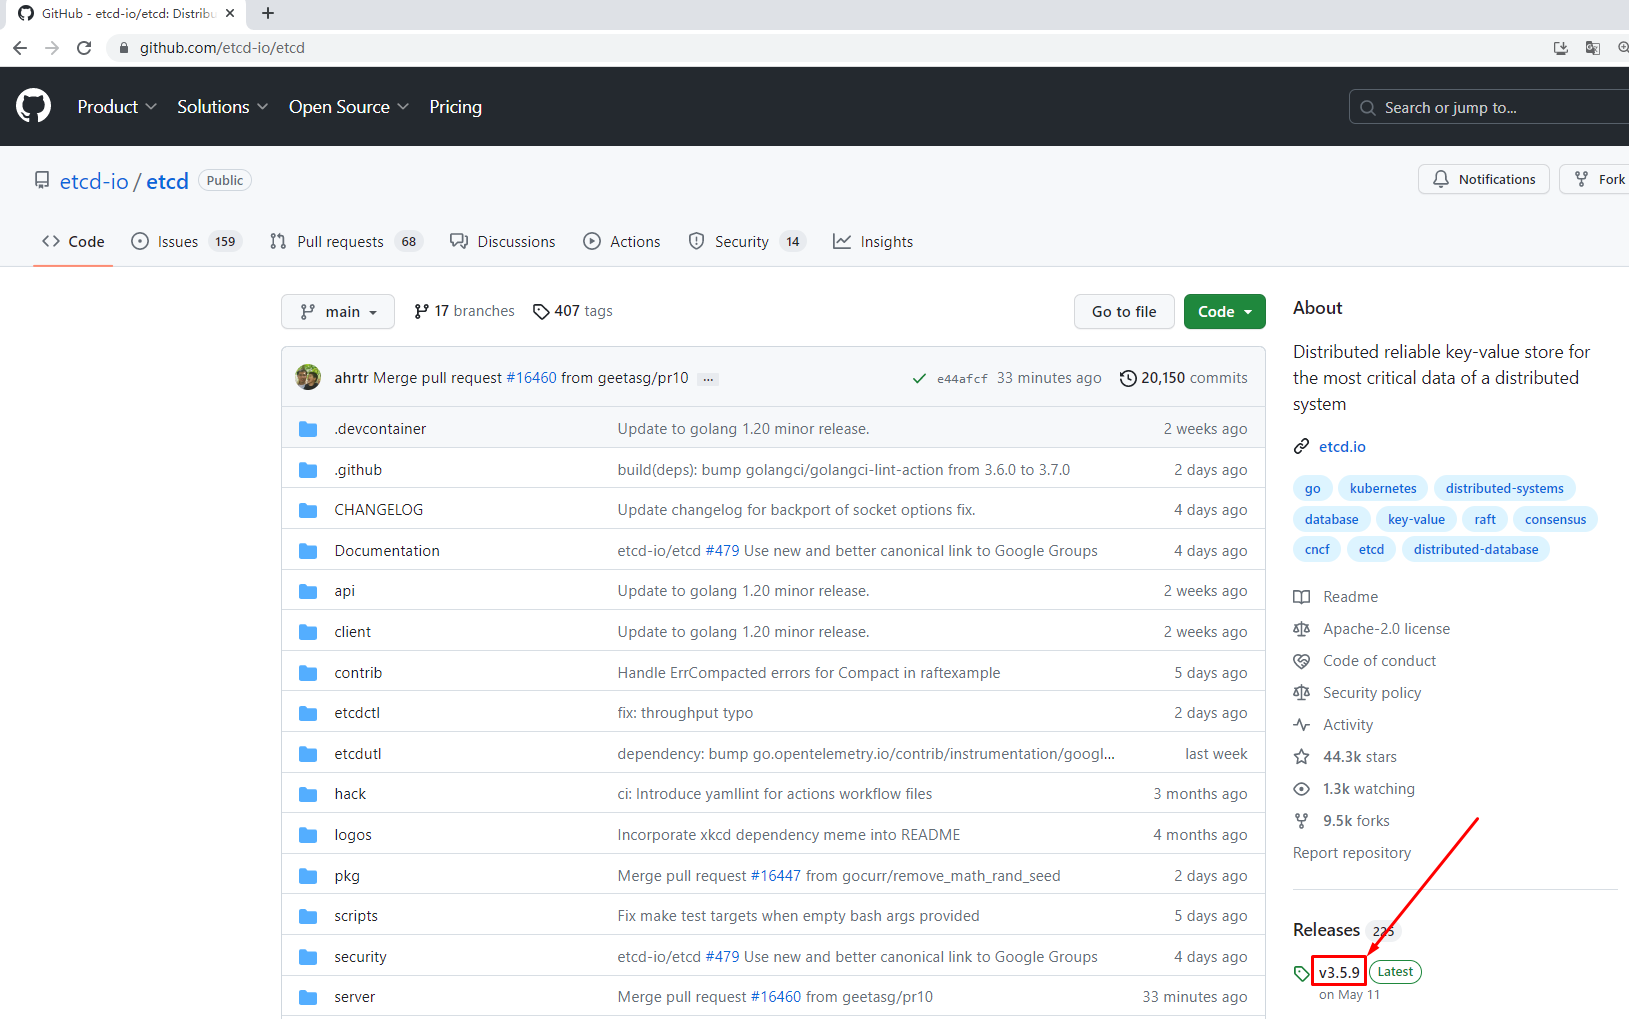 GitHub - etcd-io/etcd: Distribu
github.com/etcd-io/etcd
Product Solutions Open Source Pricing Search or jump to...
etcd-io / etcd Public Notifications Fork
Code Issues 159 Pull requests 68 Discussions Actions Security 14 Insights
main 17 branches 407 tags Go to file Code
ahrtr Merge pull request #16460 from geetasg/pr10 ... e44afcf 33 minutes ago 20,150 commits
.devcontainer Update to golang 1.20 minor release. 2 weeks ago
.github build(deps): bump golangci/golangci-lint-action from 3.6.0 to 3.7.0 2 days ago
CHANGELOG Update changelog for backport of socket options fix. 4 days ago
Documentation etcd-io/etcd #479 Use new and better canonical link to Google Groups 4 days ago
api Update to golang 1.20 minor release. 2 weeks ago
client Update to golang 1.20 minor release. 2 weeks ago
contrib Handle ErrCompacted errors for Compact in raftexample 5 days ago
etcdctl fix: throughput typo 2 days ago
etcdutl dependency: bump go.opentelemetry.io/contrib/instrumentation/googl... last week
hack ci: Introduce yamllint for actions workflow files 3 months ago
logos Incorporate xkcd dependency meme into README 4 months ago
pkg Merge pull request #16447 from gocurr/remove_math_rand_seed 2 days ago
scripts Fix make test targets when empty bash args provided 5 days ago
security etcd-io/etcd #479 Use new and better canonical link to Google Groups 4 days ago
server Merge pull request #16460 from geetasg/pr10 33 minutes ago
About
Distributed reliable key-value store for
the most critical data of a distributed
system
etcd.io
go kubernetes distributed-systems
database key-value raft consensus
cncf etcd distributed-database
Readme
Apache-2.0 license
Code of conduct
Security policy
Activity
44.3k stars
1.3k watching
9.5k forks
Report repository
Releases 225
v3.5.9 Latest
on May 11